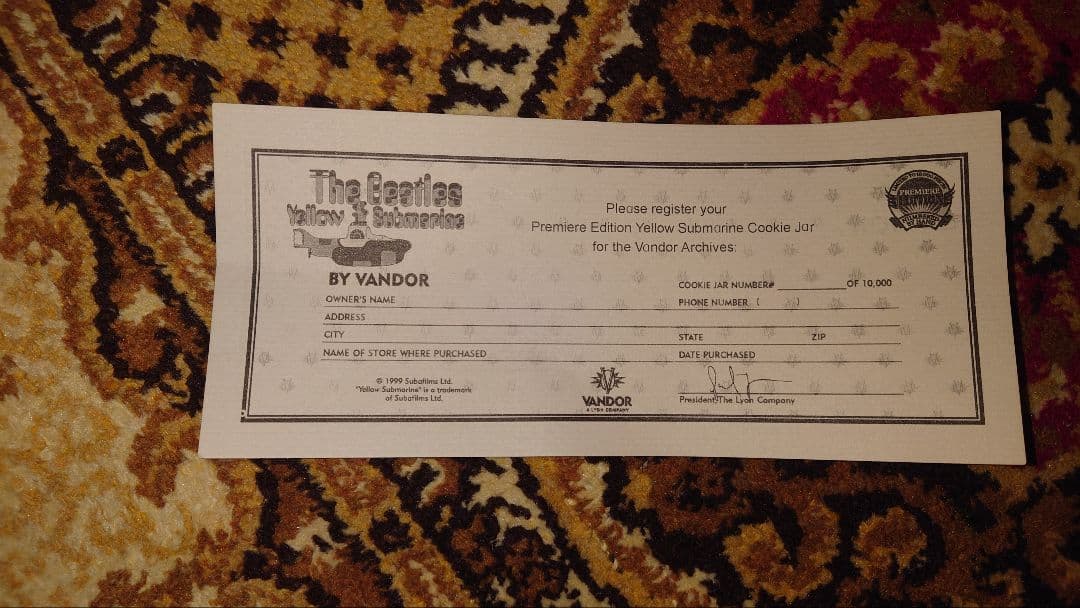 The Beatles
Yellow Submarine
BY VANDOR
Please register your
Premiere Edition Yellow Submarine Cookie Jar
for the Vandor Archives:
PREMIERE
COOKIE JAR NUMBER# ________ OF 10,000
OWNER'S NAME
PHONE NUMBER ( )
ADDRESS
CITY
STATE
ZIP
NAME OF STORE WHERE PURCHASED
DATE PURCHASED
© 1999 Subafilms Ltd.
"Yellow Submarine" is a trademark
of Subafilms Ltd.
VANDOR
A LYON COMPANY
President, The Lyon Company